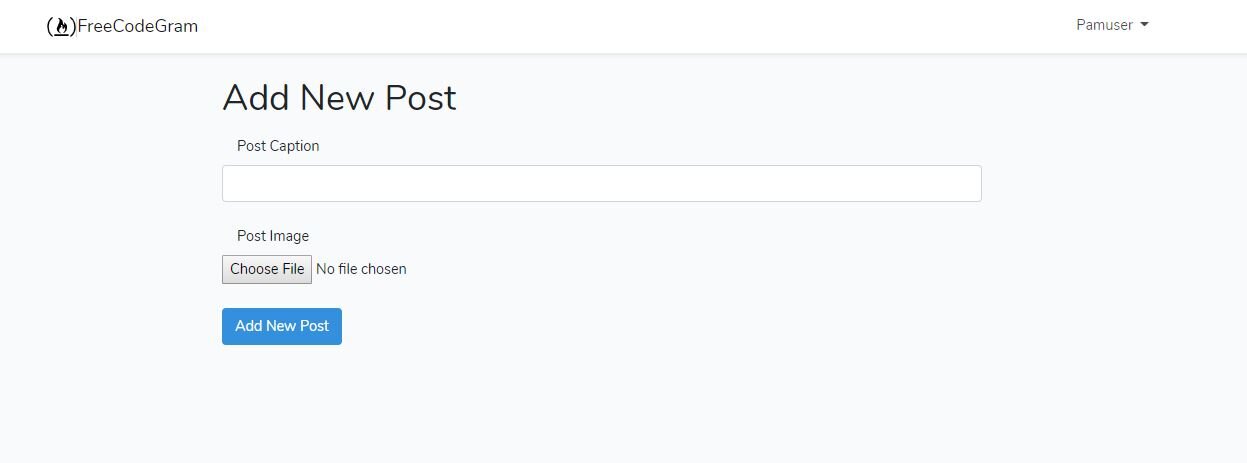 FreeCodeGram
Pamuser
Add New Post
Post Caption
Post Image
Choose File No file chosen
Add New Post